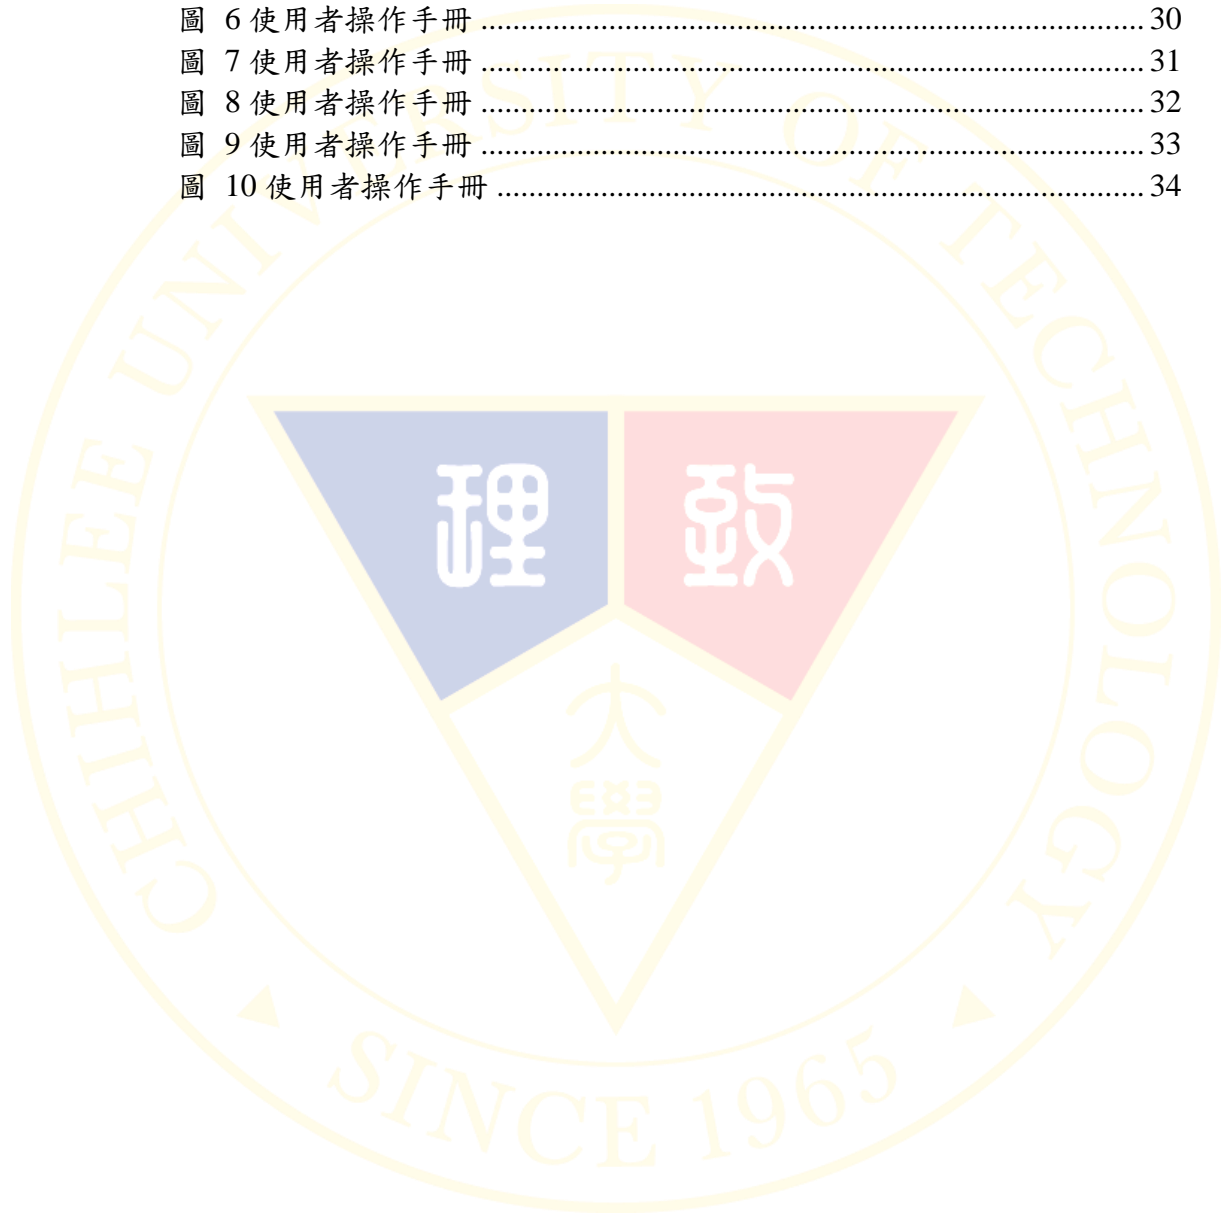 圖 6 使用者操作手冊 ........................................ 30
圖 7 使用者操作手冊 ........................................ 31
圖 8 使用者操作手冊 ........................................ 32
圖 9 使用者操作手冊 ........................................ 33
圖 10 使用者操作手冊 ........................................ 34
CHIHLEE UNIVERSITY OF TECHNOLOGY
理 致
大
學
SINCE 1965